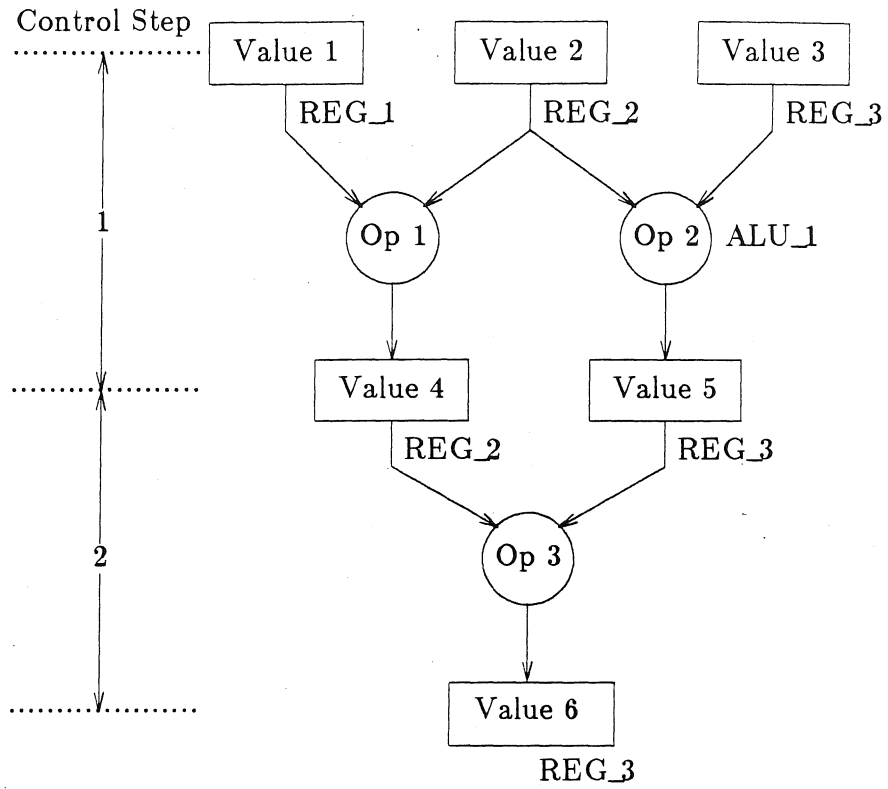 Control Step
Value 1
Value 2
Value 3
REG_1
REG_2
REG_3
1
Op 1
Op 2
ALU_1
Value 4
Value 5
REG_2
REG_3
2
Op 3
Value 6
REG_3